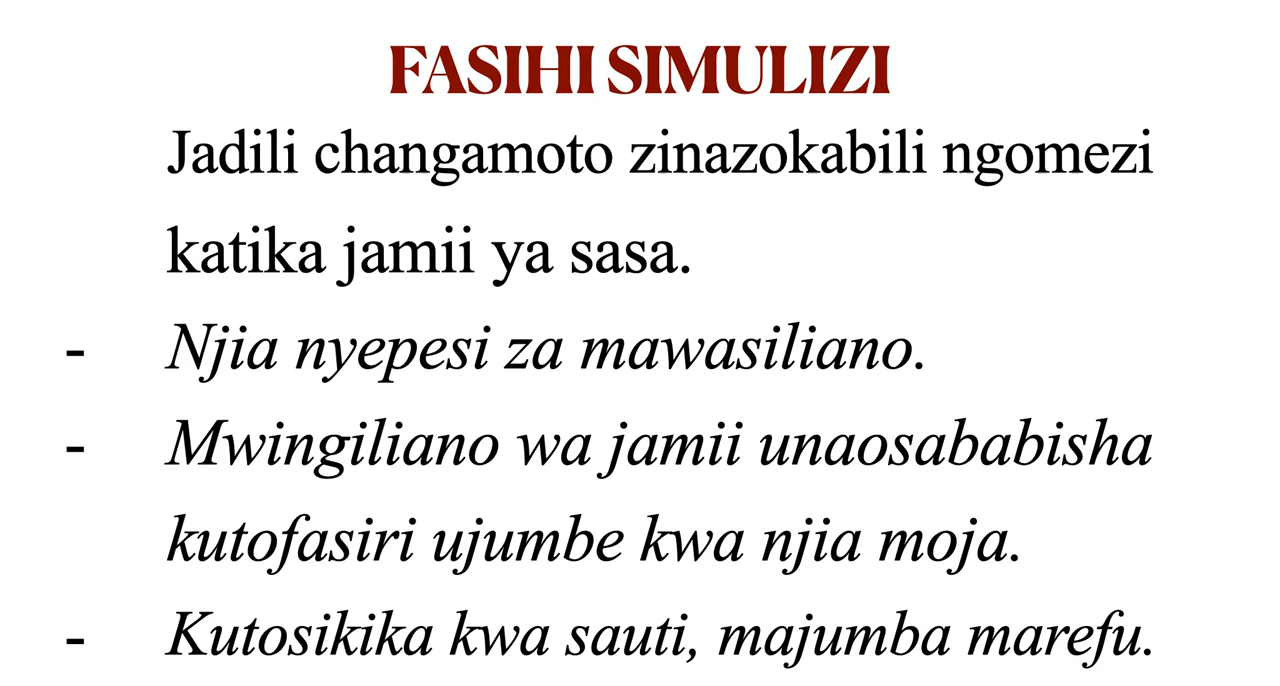 FASIHI SIMULIZI
Jadili changamoto zinazokabili ngomezi
katika jamii ya sasa.
- Njia nyepesi za mawasiliano.
- Mwingiliano wa jamii unaosababisha
kutofasiri ujumbe kwa njia moja.
- Kutosikika kwa sauti, majumba marefu.